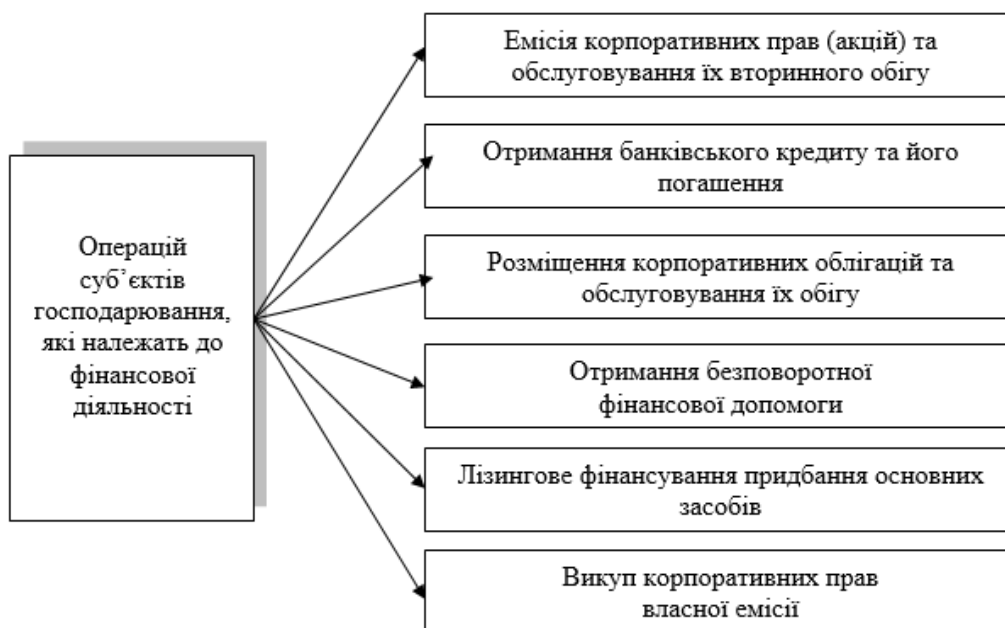 Операцій
суб’єктів
господарювання,
які належать до
фінансової
діяльності
Емісія корпоративних прав (акцій) та
обслуговування їх вторинного обігу
Отримання банківського кредиту та його
погашення
Розміщення корпоративних облігацій та
обслуговування їх обігу
Отримання безповоротної
фінансової допомоги
Лізингове фінансування придбання основних
засобів
Викуп корпоративних прав
власної емісії